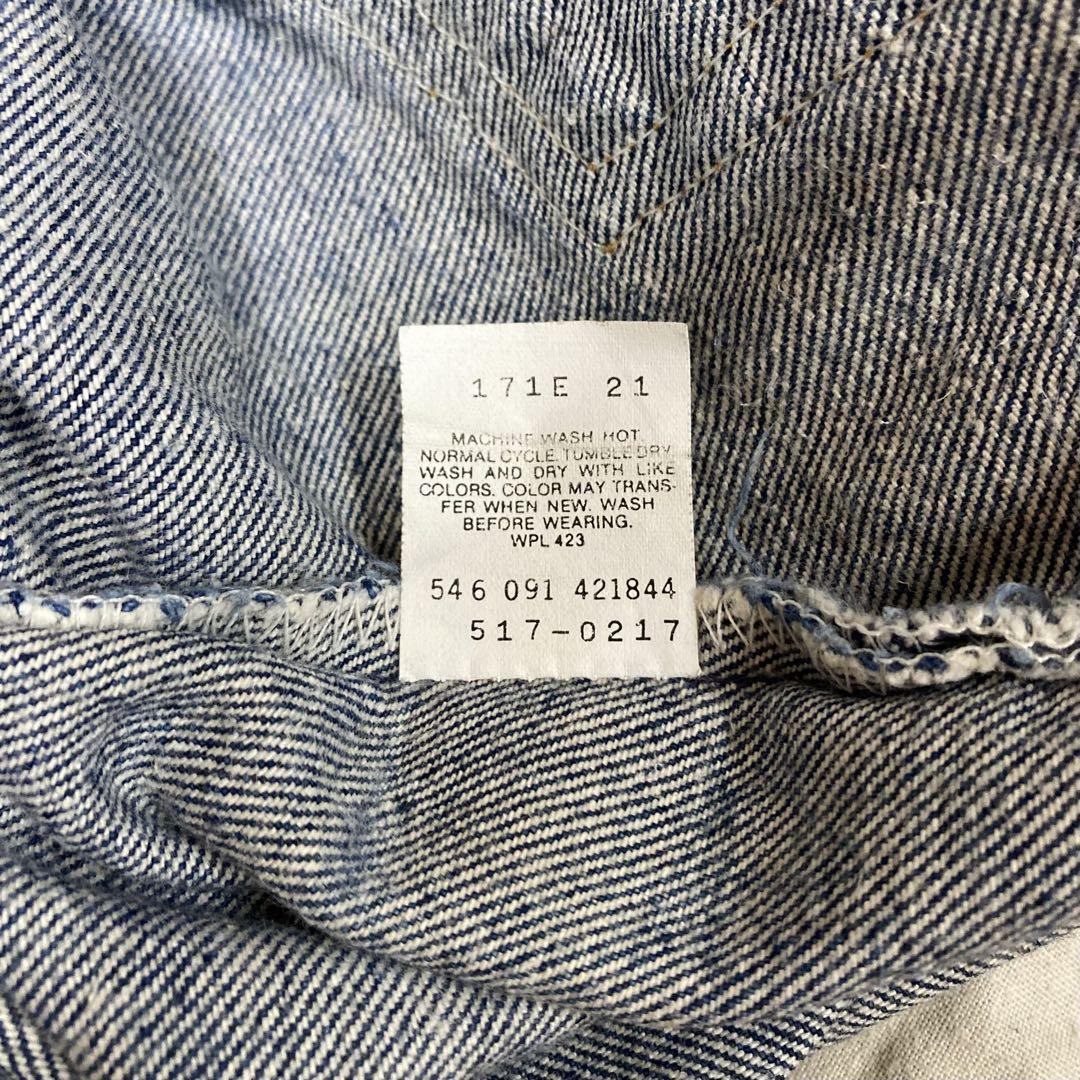 171E 21
MACHINE WASH HOT.
NORMAL CYCLE. TUMBLE DRY.
WASH AND DRY WITH LIKE
COLORS. COLOR MAY TRANS-
FER WHEN NEW. WASH
BEFORE WEARING.
WPL 423
546 091 421844
517-0217